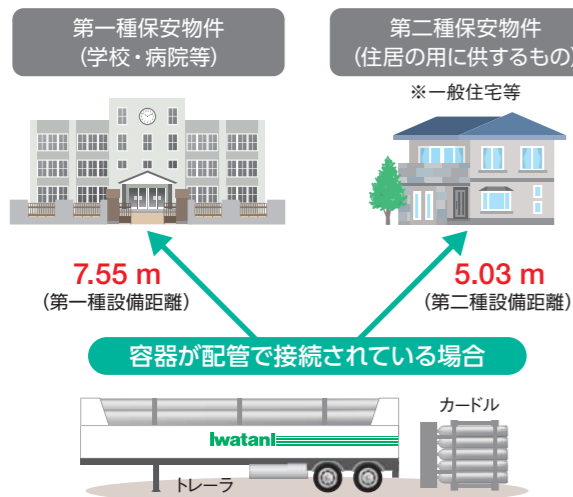 第一種保安物件
（学校・病院等）
第二種保安物件
（住居の用に供するもの）
※一般住宅等
7.55 m
（第一種設備距離）
5.03 m
（第二種設備距離）
容器が配管で接続されている場合
カードル
Iwatani
トレーラ